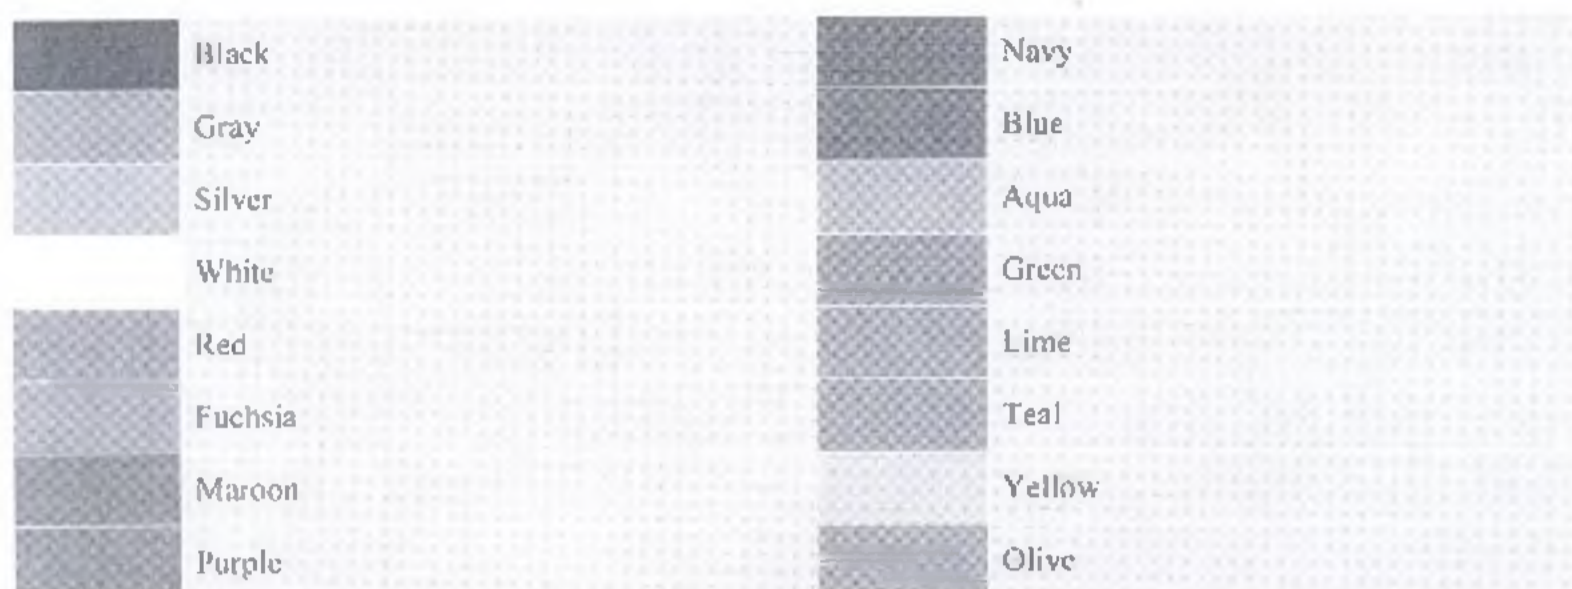 Black
Gray
Silver
White
Red
Fuchsia
Maroon
Purple
Navy
Blue
Aqua
Green
Lime
Teal
Yellow
Olive